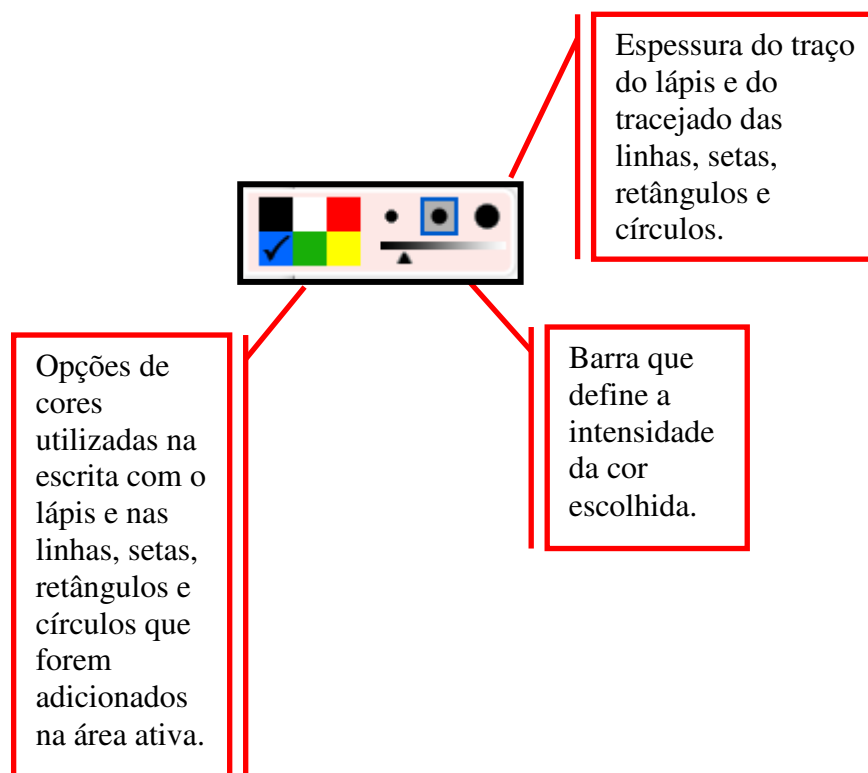 Espessura do traço
do lápis e do
tracejado das
linhas, setas,
retângulos e
círculos.
Opções de
cores
utilizadas na
escrita com o
lápis e nas
linhas, setas,
retângulos e
círculos que
forem
adicionados
na área ativa.
Barra que
define a
intensidade
da cor
escolhida.